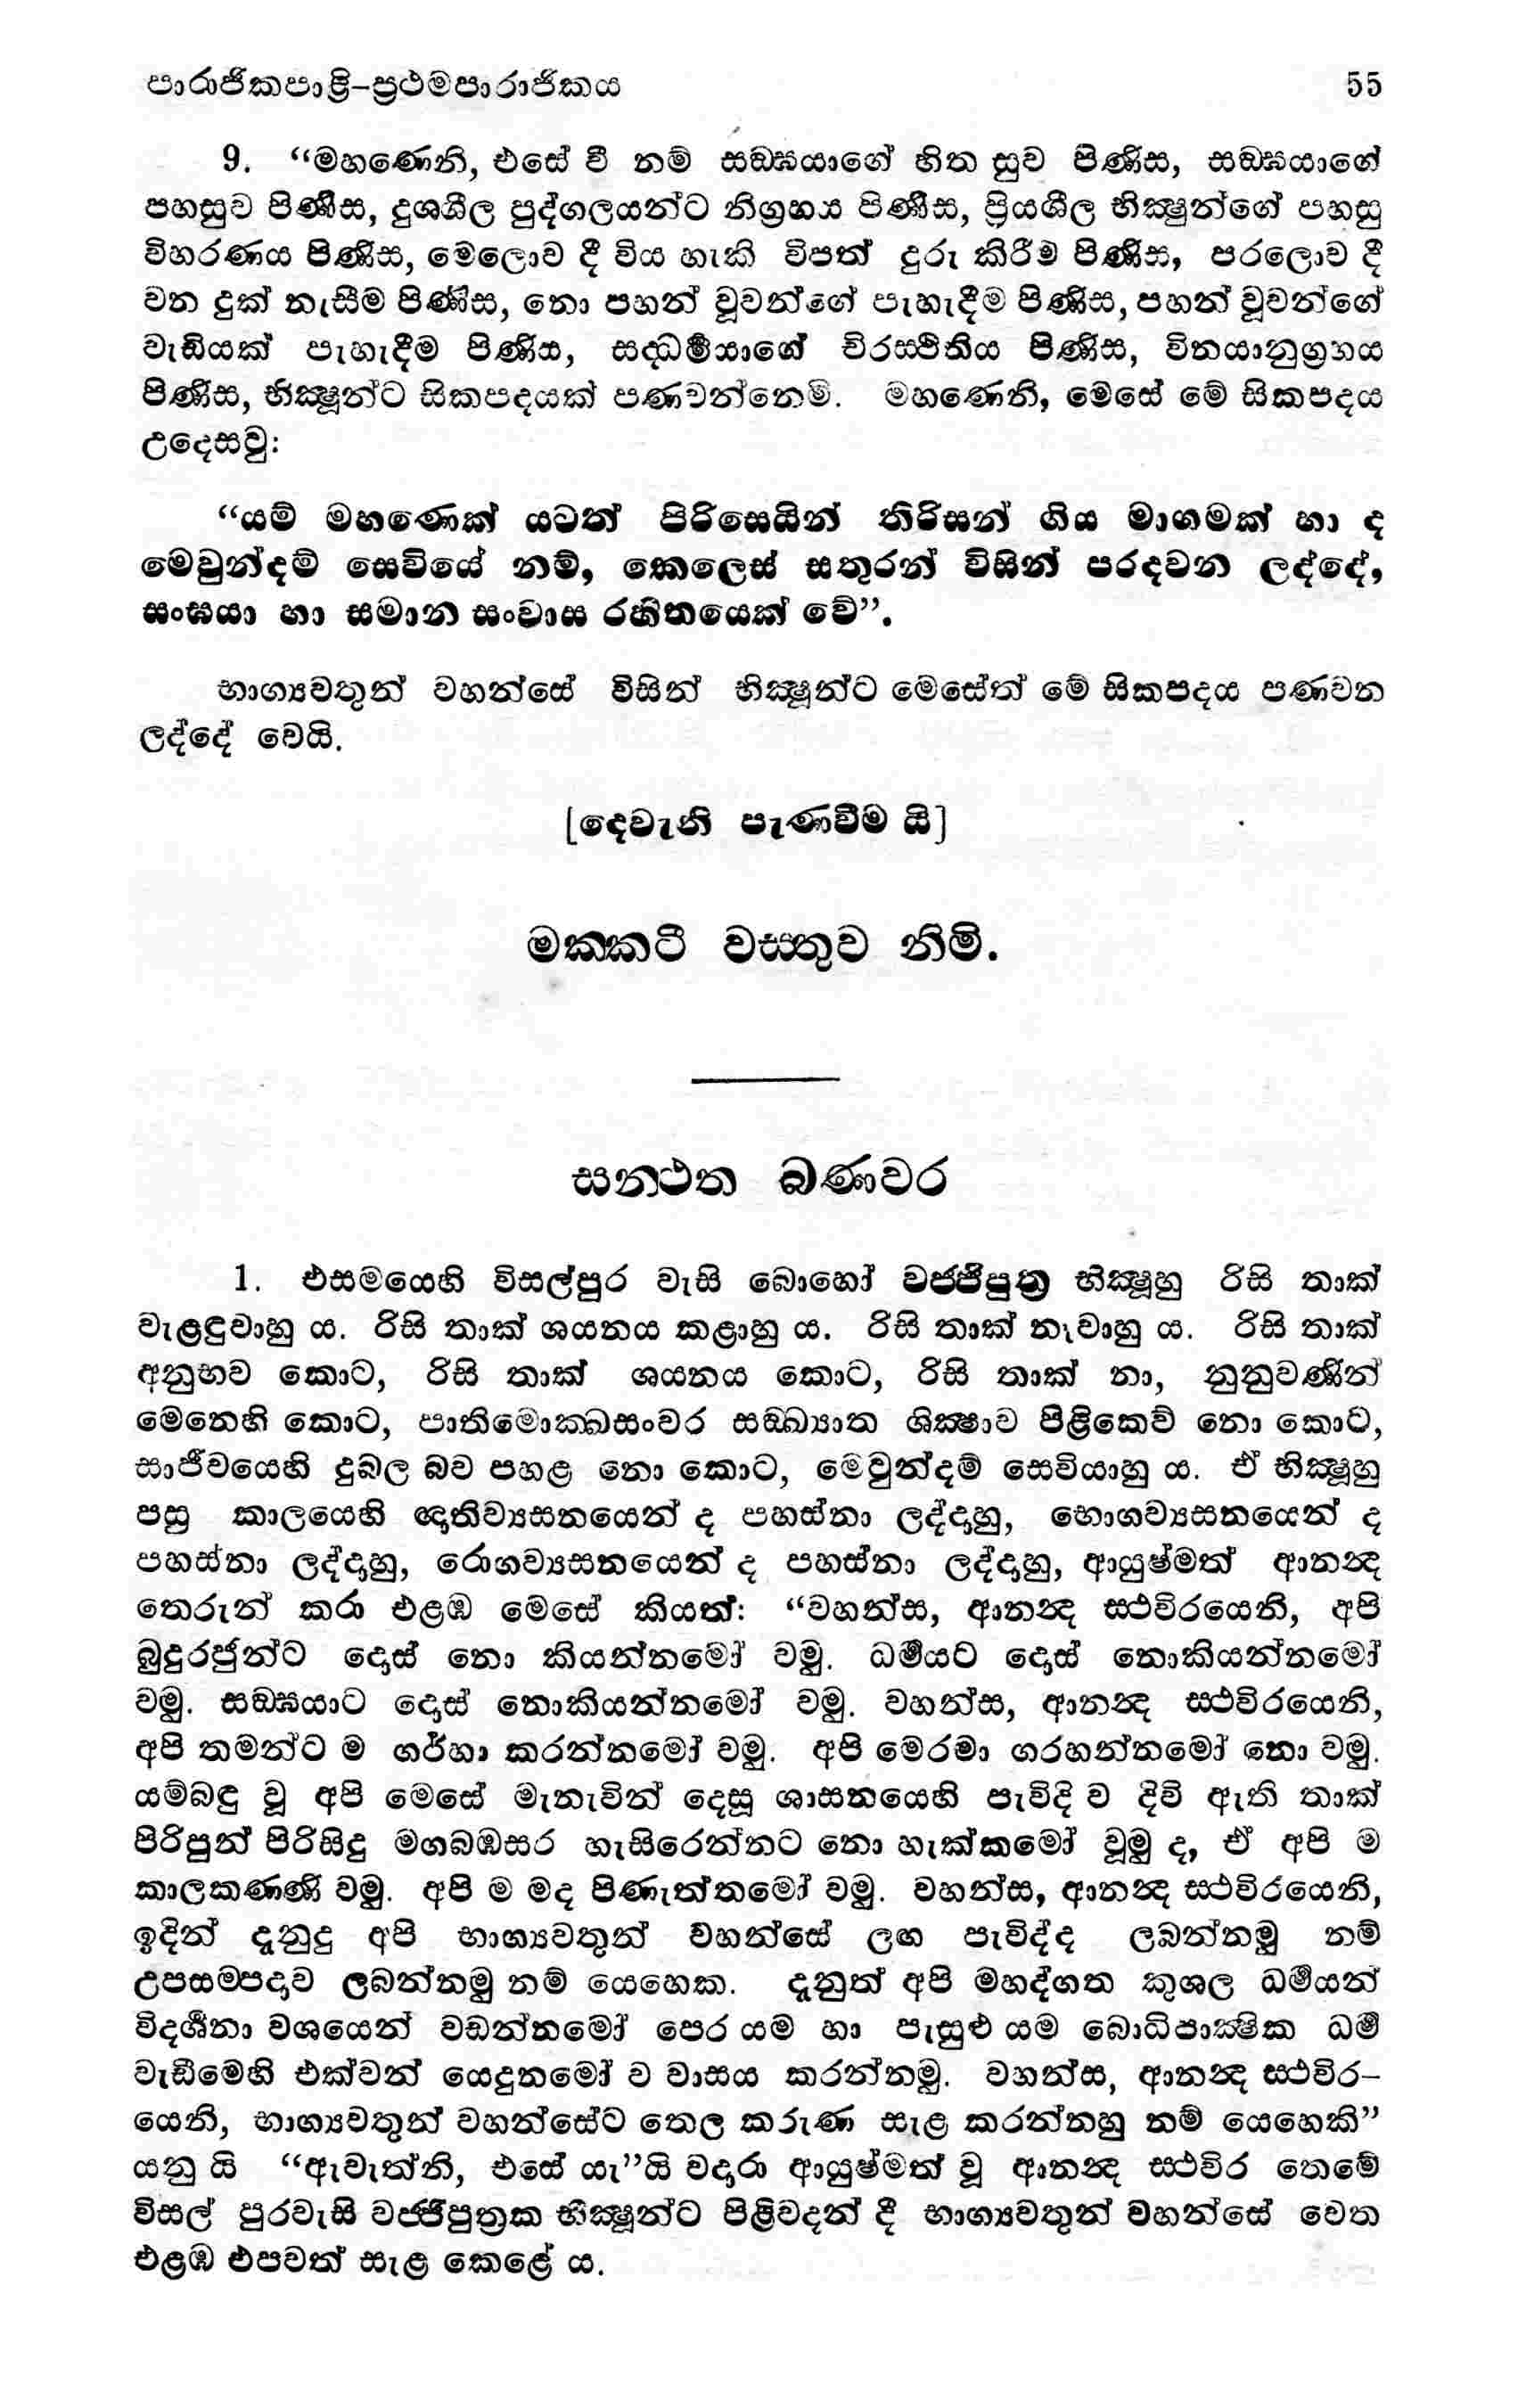 පාරාජිකපාළි-ප්‍රථමපාරාජිකය 55
9. “මහණෙනි, එසේ වී නම් සඞ්ඝයාගේ හිත සුව පිණිස, සඞ්ඝයාගේ
පහසුව පිණිස, දුශශීල පුද්ගලයන්ට නිග්‍රහය පිණිස, ප්‍රියශීල භික්‍ෂුන්ගේ පහසු
විහරණය පිණිස, මෙලොව දී විය හැකි විපත් දුරු කිරීම පිණිස, පරලොව දී
වන දුක් නැසීම පිණිස, නො පහන් වූවන්ගේ පැහැදීම පිණිස, පහන් වූවන්ගේ
වැඩියක් පැහැදීම පිණිස, සද්ධර්‍මයාගේ චිරස්ථිතිය පිණිස, විනයානුග්‍රහය
පිණිස, භික්‍ෂූන්ට සිකපදයක් පණවන්නෙමි. මහණෙනි, මෙසේ මේ සිකපදය
උදෙසවු:
“යම් මහණෙක් යටත් පිරිසෙයින් තිරිසන් ගිය මාගමක් හා ද
මෙවුන්දම් සෙවියේ නම්, කෙලෙස් සතුරන් විසින් පරදවන ලද්දේ,
සංඝයා හා සමාන සංවාස රහිතයෙක් වේ”.
භාග්‍යවතුන් වහන්සේ විසින් භික්‍ෂූන්ට මෙසේත් මේ සිකපදය පණවන
ලද්දේ වෙයි.
[දෙවැනි පැණවීම යි]
මක්කටී වස්තුව නිමි.
සන්ථත බණවර
1. එසමයෙහි විසල්පුර වැසි බොහෝ වජ්ජිපුත්‍ර භික්‍ෂූහු රිසි තාක්
වැළඳුවාහු ය. රිසි තාක් ශයනය කළාහු ය. රිසි තාක් නෑවාහු ය. රිසි තාක්
අනුභව කොට, රිසි තාක් ශයනය කොට, රිසි තාක් නා, නුනුවණින්
මෙනෙහි කොට, පාතිමොක්ඛසංවර සඞ්ඛ්‍යාත ශික්‍ෂාව පිළිකෙව් නො කොට,
සාජීවයෙහි දුබල බව පහළ නො කොට, මෙවුන්දම් සෙවියාහු ය. ඒ භික්‍ෂූහු
පසු කාලයෙහි ඥාතිව්‍යසනයෙන් ද පහස්නා ලද්දාහු, භොගව්‍යසනයෙන් ද
පහස්නා ලද්දාහු, රොගව්‍යසනයෙන් ද පහස්නා ලද්දාහු, ආයුෂ්මත් ආනන්‍ද
තෙරුන් කරා එළඹ මෙසේ කියත්: “වහන්ස, ආනන්‍ද ස්ථවිරයෙනි, අපි
බුදුරජුන්ට දොස් නො කියන්නමෝ වමු. ධර්‍මයට දොස් නොකියන්නමෝ
වමු. සඞ්ඝයාට දොස් නොකියන්නමෝ වමු. වහන්ස, ආනන්‍ද ස්ථවිරයෙනි,
අපි තමන්ට ම ගර්හා කරන්නමෝ වමු. අපි මෙරමා ගරහන්නමෝ නො වමු.
යම්බඳු වූ අපි මෙසේ මැනැවින් දෙසූ ශාසනයෙහි පැවිදි ව දිවි ඇති තාක්
පිරිපුන් පිරිසිදු මගබඹසර හැසිරෙන්නට නො හැක්කමෝ වූමු ද, ඒ අපි ම
කාලකණ්ණි වමු. අපි ම මද පිණැත්තමෝ වමු. වහන්ස, ආනන්‍ද ස්ථවිරයෙනි,
ඉදින් දැනුදු අපි භාග්‍යවතුන් වහන්සේ ලඟ පැවිද්ද ලබන්නමු නම්
උපසම්පදාව ලබන්නමු නම් යෙහෙක. දැනුත් අපි මහද්ගත කුශල ධර්‍මයන්
විදර්‍ශනා වශයෙන් වඩන්නමෝ පෙර යම හා පැසුළු යම බොධිපාක්‍ෂික ධර්‍ම
වැඩීමෙහි එක්වන් යෙදුනමෝ ව වාසය කරන්නමු. වහන්ස, ආනන්‍ද ස්ථවිර-
යෙනි, භාග්‍යවතුන් වහන්සේට තෙල කරුණ සැළ කරන්නහු නම් යෙහෙකි”
යනු යි “ඇවැත්නි, එසේ යැ”යි වදාරා ආයුෂ්මත් වූ ආනන්‍ද ස්ථවිර තෙමේ
විසල් පුරවැසි වජ්ජිපුත්‍රක භික්‍ෂූන්ට පිළිවදන් දී භාග්‍යවතුන් වහන්සේ වෙත
එළඹ එපවත් සැළ කෙළේ ය.